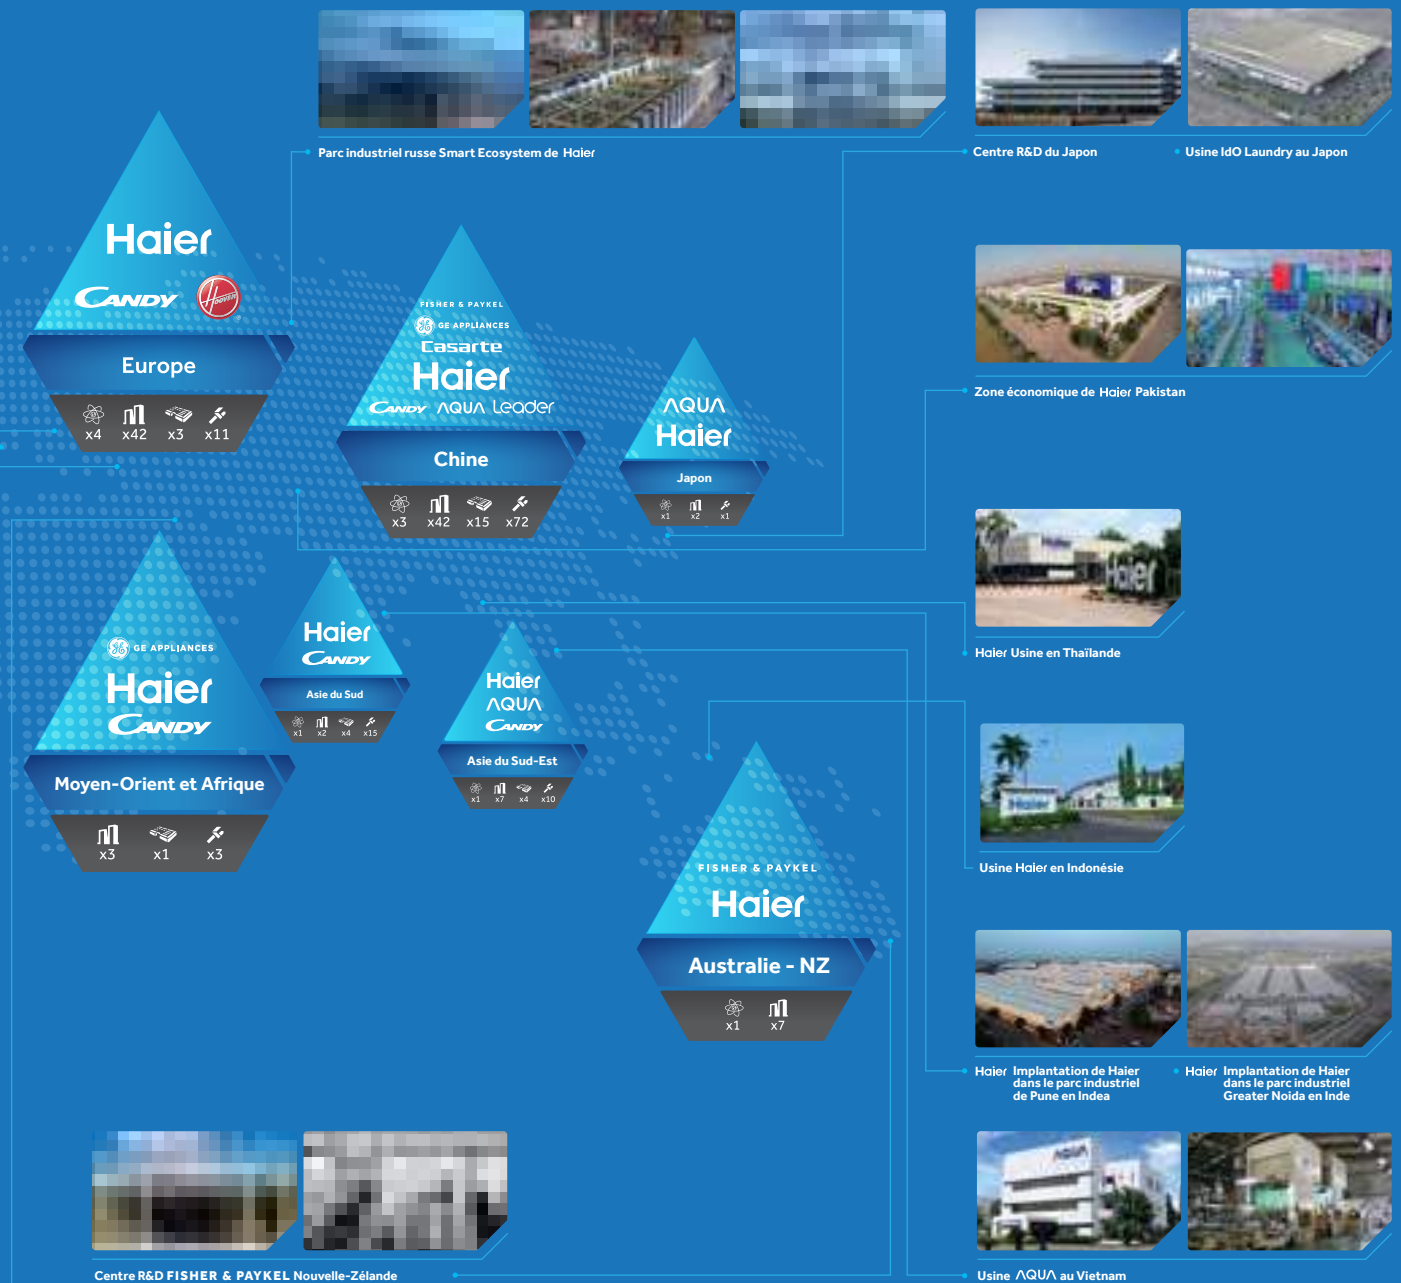 Parc industriel russe Smart Ecosystem de Haier
Centre R&D du Japon
Usine IdO Laundry au Japon
Haier
CANDY
HOOVER
Europe
x4 x42 x3 x11
FISHER & PAYKEL
GE APPLIANCES
Casarte
Haier
CANDY AQUA Leader
Chine
x3 x42 x15 x72
AQUA
Haier
Japon
x1 x2 x1
Zone économique de Haier Pakistan
Haier
Haier Usine en Thaïlande
GE APPLIANCES
Haier
CANDY
Moyen-Orient et Afrique
x3 x1 x3
Haier
CANDY
Asie du Sud
x1 x2 x4 x15
Haier
AQUA
CANDY
Asie du Sud-Est
x1 x7 x4 x10
Haier
Usine Haier en Indonésie
FISHER & PAYKEL
Haier
Australie - NZ
x1 x7
Haier Implantation de Haier
dans le parc industriel
de Pune en Indea
Haier Implantation de Haier
dans le parc industriel
Greater Noida en Inde
AQUA
Centre R&D FISHER & PAYKEL Nouvelle-Zélande
Usine AQUA au Vietnam